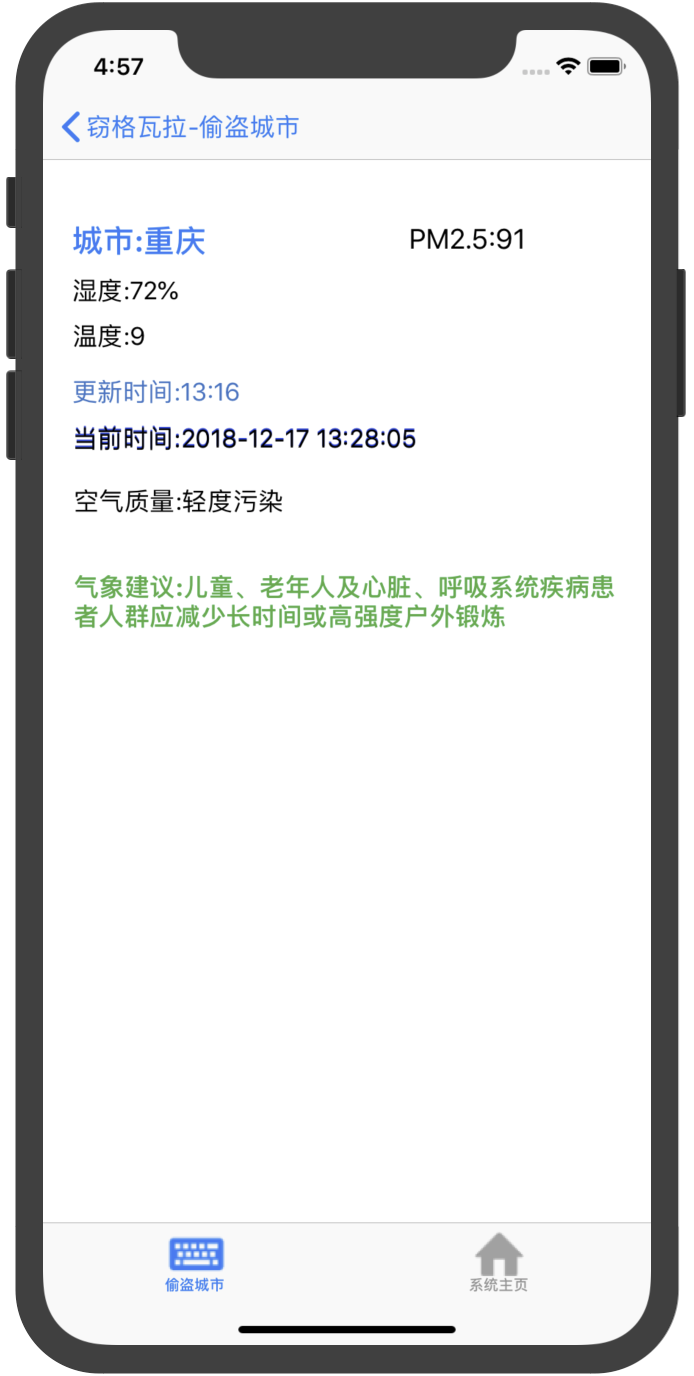 4:57
窃格瓦拉-偷盗城市
城市:重庆
PM2.5:91
湿度:72%
温度:9
更新时间:13:16
当前时间:2018-12-17 13:28:05
空气质量:轻度污染
气象建议:儿童、老年人及心脏、呼吸系统疾病患
者人群应减少长时间或高强度户外锻炼
偷盗城市
系统主页